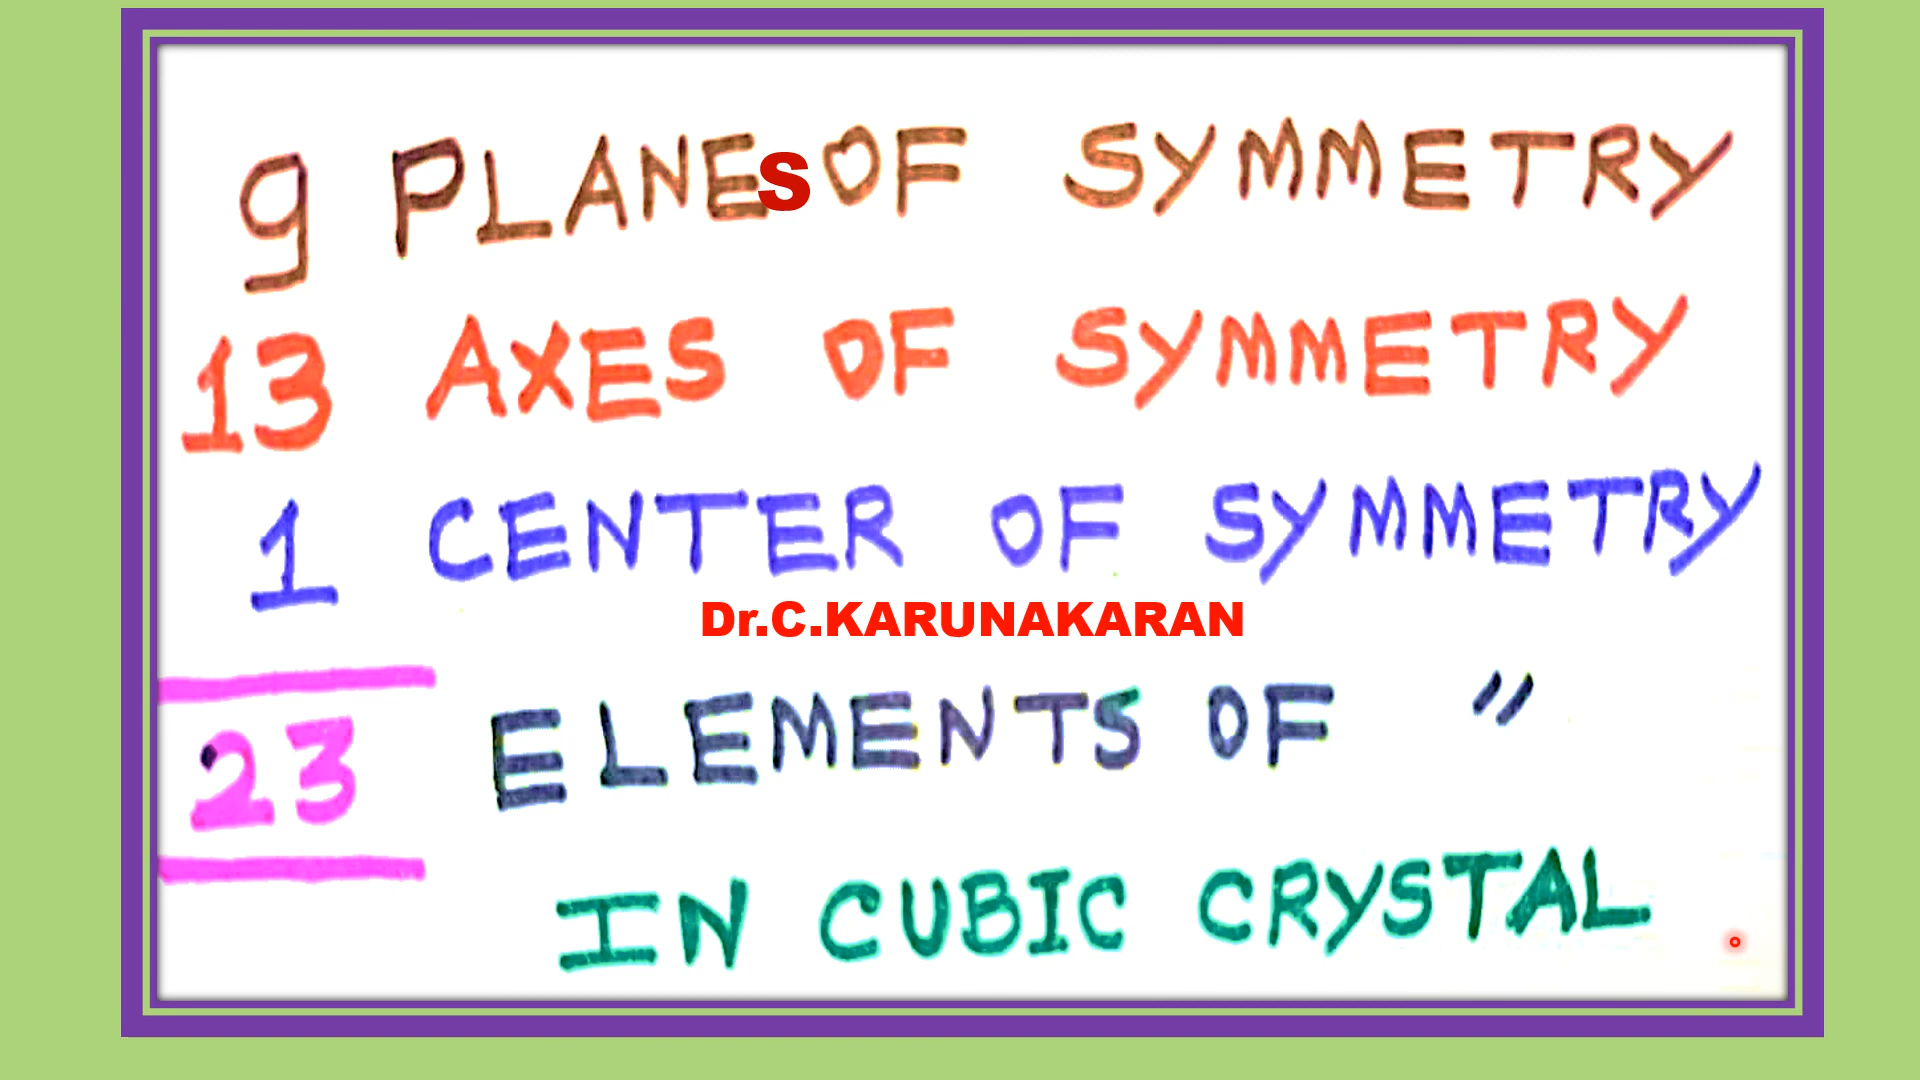 9 PLANES OF SYMMETRY
13 AXES OF SYMMETRY
1 CENTER OF SYMMETRY
Dr.C.KARUNAKARAN
23 ELEMENTS OF "
IN CUBIC CRYSTAL